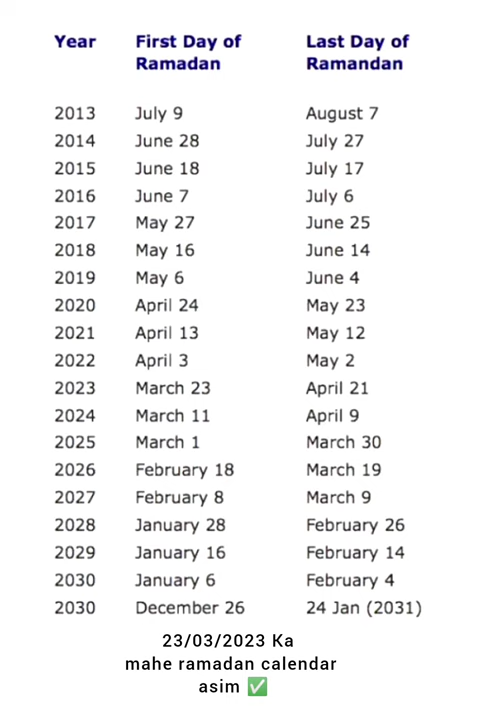 Year First Day of Ramadan Last Day of Ramandan
2013 July 9 August 7
2014 June 28 July 27
2015 June 18 July 17
2016 June 7 July 6
2017 May 27 June 25
2018 May 16 June 14
2019 May 6 June 4
2020 April 24 May 23
2021 April 13 May 12
2022 April 3 May 2
2023 March 23 April 21
2024 March 11 April 9
2025 March 1 March 30
2026 February 18 March 19
2027 February 8 March 9
2028 January 28 February 26
2029 January 16 February 14
2030 January 6 February 4
2030 December 26 24 Jan (2031)
23/03/2023 Ka
mahe ramadan calendar
asim ✅